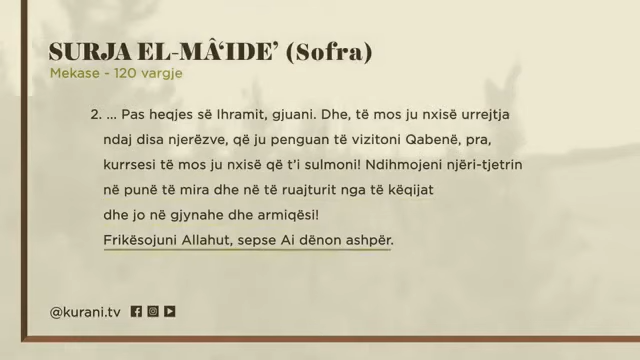 SURJA EL-MÂ‘IDE’ (Sofra)
Mekase - 120 vargje
2. ... Pas heqjes së Ihramit, gjuani. Dhe, të mos ju nxisë urrejtja
ndaj disa njerëzve, që ju penguan të vizitoni Qabenë, pra,
kurrsesi të mos ju nxisë që t’i sulmoni! Ndihmojeni njëri-tjetrin
në punë të mira dhe në të ruajturit nga të këqijat
dhe jo në gjynahe dhe armiqësi!
Frikësojuni Allahut, sepse Ai dënon ashpër.
@kurani.tv